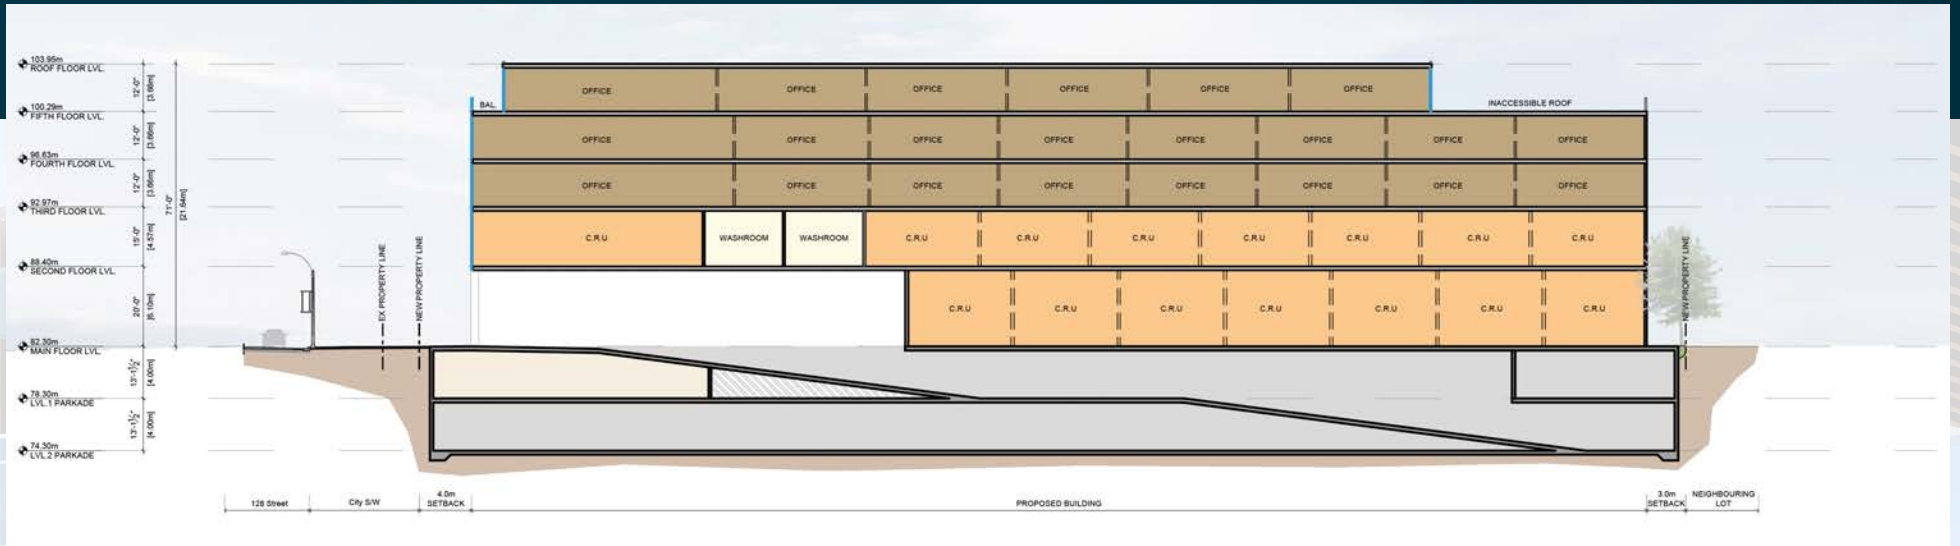 103.95m
ROOF FLOOR LVL.
12'-0"
[3.66m]
100.29m
FIFTH FLOOR LVL.
12'-0"
[3.66m]
96.63m
FOURTH FLOOR LVL.
12'-0"
[3.66m]
92.97m
THIRD FLOOR LVL.
15'-0"
[4.57m]
88.40m
SECOND FLOOR LVL.
20'-0"
[6.10m]
82.30m
MAIN FLOOR LVL.
13'-1½"
[4.00m]
78.30m
LVL.1 PARKADE
13'-1½"
[4.00m]
74.30m
LVL.2 PARKADE
71'-0"
[21.64m]
EX PROPERTY LINE
NEW PROPERTY LINE
OFFICE OFFICE OFFICE OFFICE OFFICE OFFICE
BAL. INACCESSIBLE ROOF
OFFICE OFFICE OFFICE OFFICE OFFICE OFFICE OFFICE OFFICE
OFFICE OFFICE OFFICE OFFICE OFFICE OFFICE OFFICE OFFICE
C.R.U WASHROOM WASHROOM C.R.U C.R.U C.R.U C.R.U C.R.U C.R.U C.R.U
C.R.U C.R.U C.R.U C.R.U C.R.U C.R.U C.R.U
NEW PROPERTY LINE
128 Street
City S/W
4.0m
SETBACK
PROPOSED BUILDING
3.0m
SETBACK
NEIGHBOURING
LOT